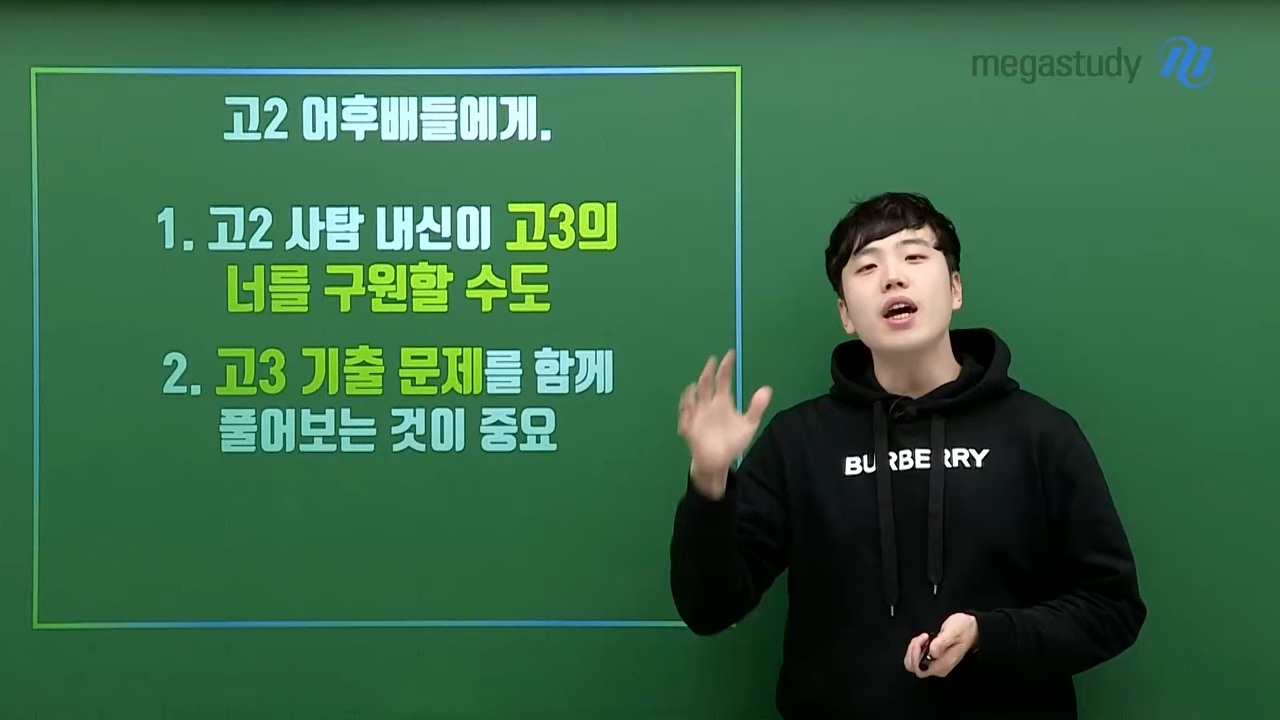 megastudy
고2 어후배들에게.
1. 고2 사탐 내신이 고3의
너를 구원할 수도
2. 고3 기출 문제를 함께
풀어보는 것이 중요
BURBERRY